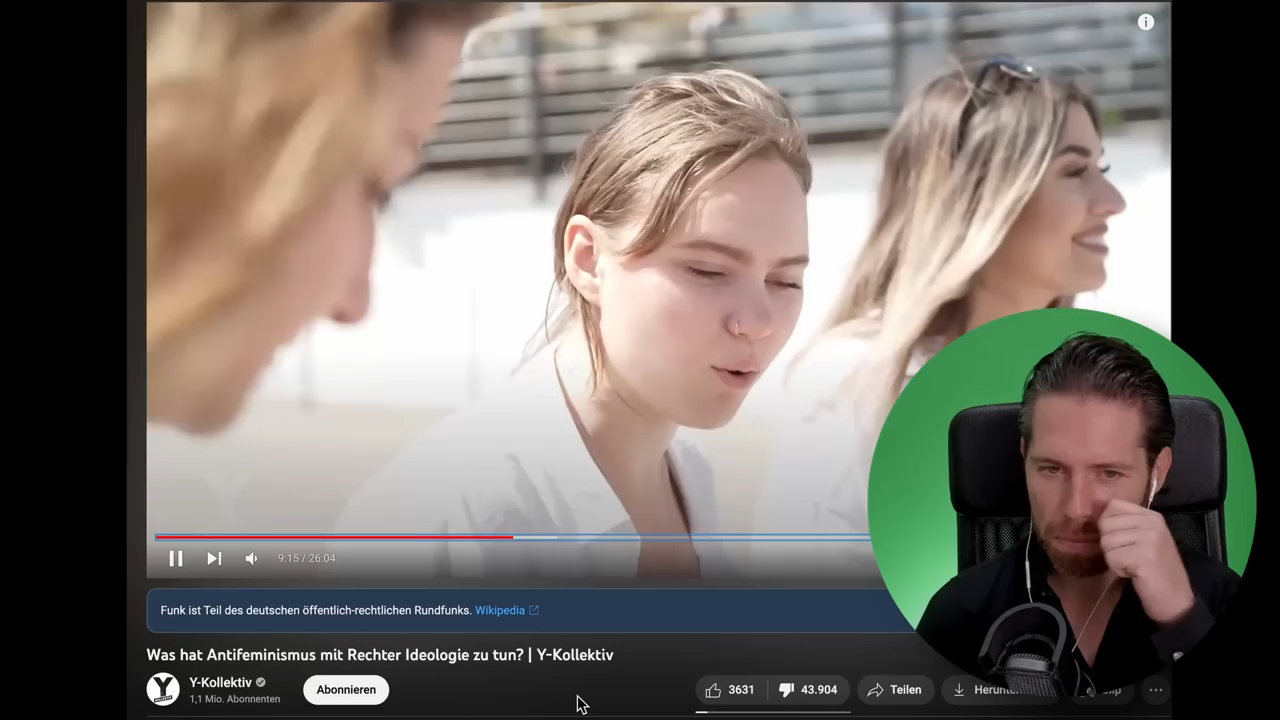 9:15 / 26:04
Funk ist Teil des deutschen öffentlich-rechtlichen Rundfunks. Wikipedia
Was hat Antifeminismus mit Rechter Ideologie zu tun? | Y-Kollektiv
Y-Kollektiv
1,1 Mio. Abonnenten
Abonnieren
3631
43.904
Teilen